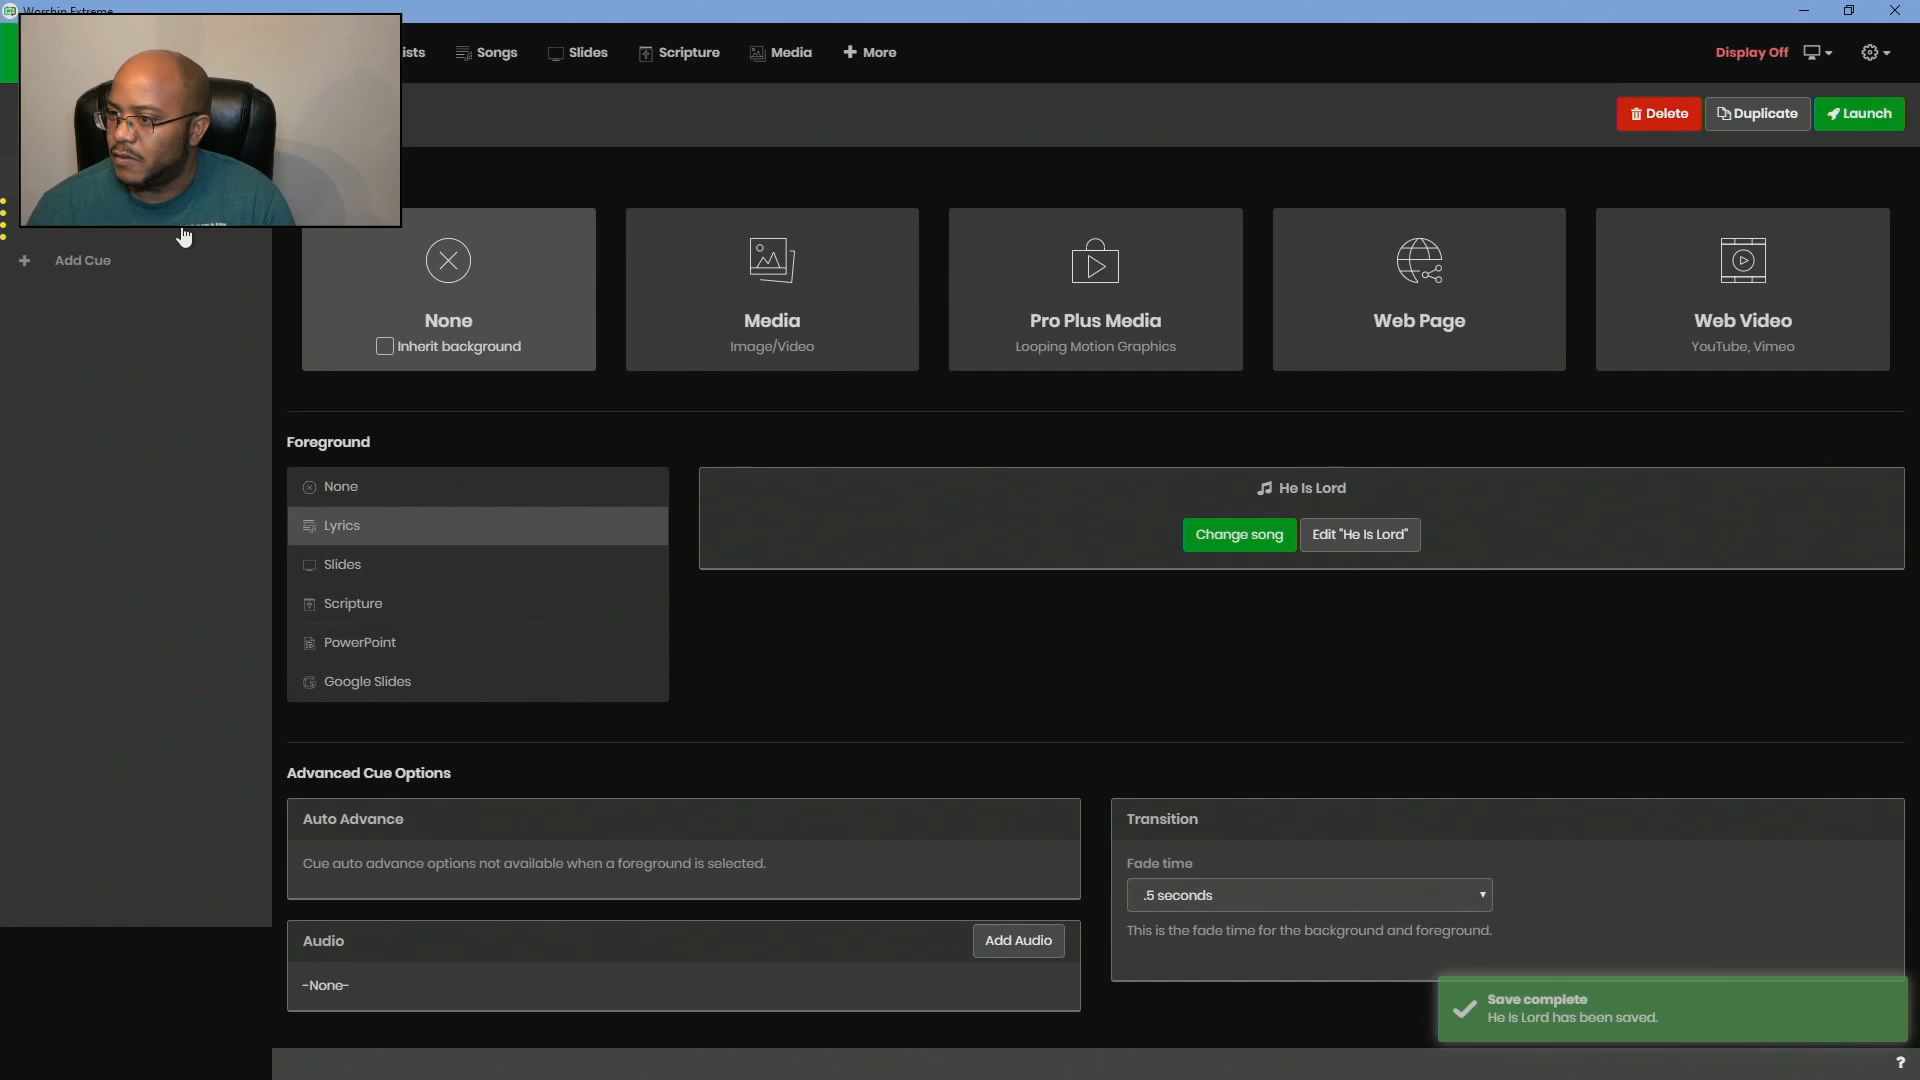 Worship Extreme
ists
Songs
Slides
Scripture
Media
More
Display Off
Delete
Duplicate
Launch
Add Cue
None
Inherit background
Media
Image/Video
Pro Plus Media
Looping Motion Graphics
Web Page
Web Video
YouTube, Vimeo
Foreground
None
Lyrics
Slides
Scripture
PowerPoint
Google Slides
He Is Lord
Change song
Edit "He Is Lord"
Advanced Cue Options
Auto Advance
Cue auto advance options not available when a foreground is selected.
Audio
Add Audio
-None-
Transition
Fade time
.5 seconds
This is the fade time for the background and foreground.
Save complete
He Is Lord has been saved.
?